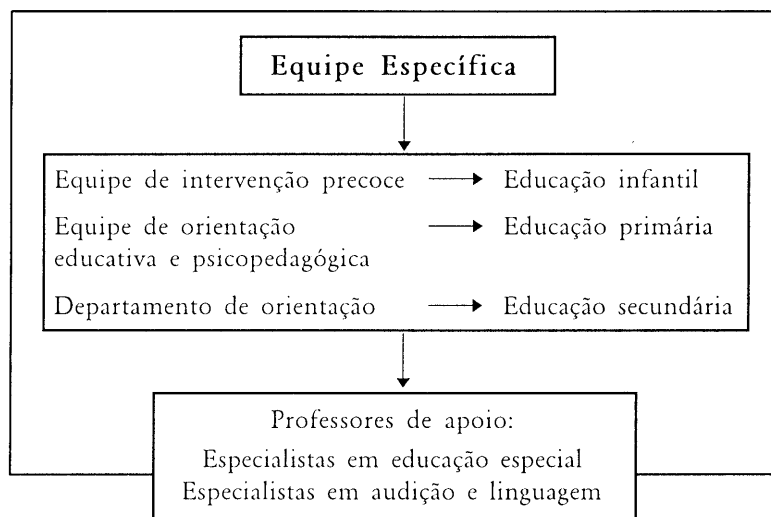 Equipe Específica
Equipe de intervenção precoce → Educação infantil
Equipe de orientação → Educação primária
educativa e psicopedagógica
Departamento de orientação → Educação secundária
Professores de apoio:
Especialistas em educação especial
Especialistas em audição e linguagem